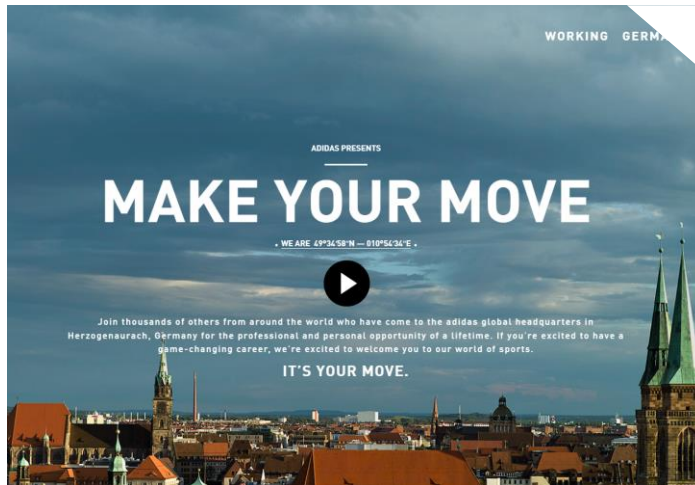 WORKING GERMA
ADIDAS PRESENTS
MAKE YOUR MOVE
• WE ARE 49°34'58"N — 010°54'34"E •
Join thousands of others from around the world who have come to the adidas global headquarters in
Herzogenaurach, Germany for the professional and personal opportunity of a lifetime. If you're excited to have a
game-changing career, we're excited to welcome you to our world of sports.
IT'S YOUR MOVE.